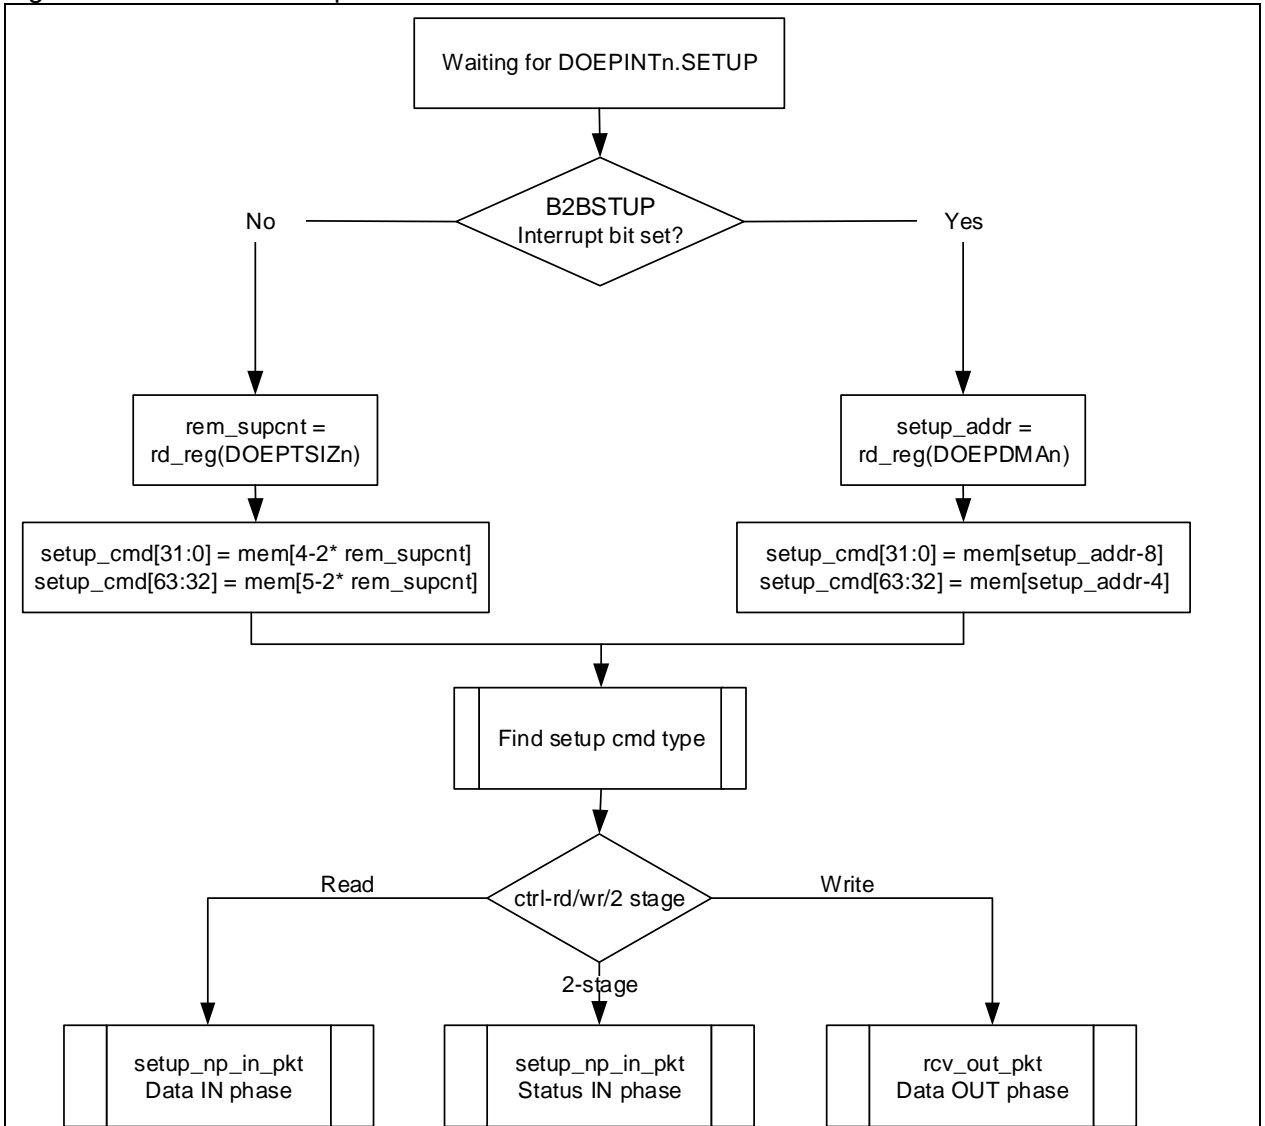 Waiting for DOEPINTn.SETUP
B2BSTUP
Interrupt bit set?
No
Yes
rem_supcnt =
rd_reg(DOEPTSIZn)
setup_addr =
rd_reg(DOEPDMAn)
setup_cmd[31:0] = mem[4-2* rem_supcnt]
setup_cmd[63:32] = mem[5-2* rem_supcnt]
setup_cmd[31:0] = mem[setup_addr-8]
setup_cmd[63:32] = mem[setup_addr-4]
Find setup cmd type
Read
ctrl-rd/wr/2 stage
Write
2-stage
setup_np_in_pkt
Data IN phase
setup_np_in_pkt
Status IN phase
rcv_out_pkt
Data OUT phase